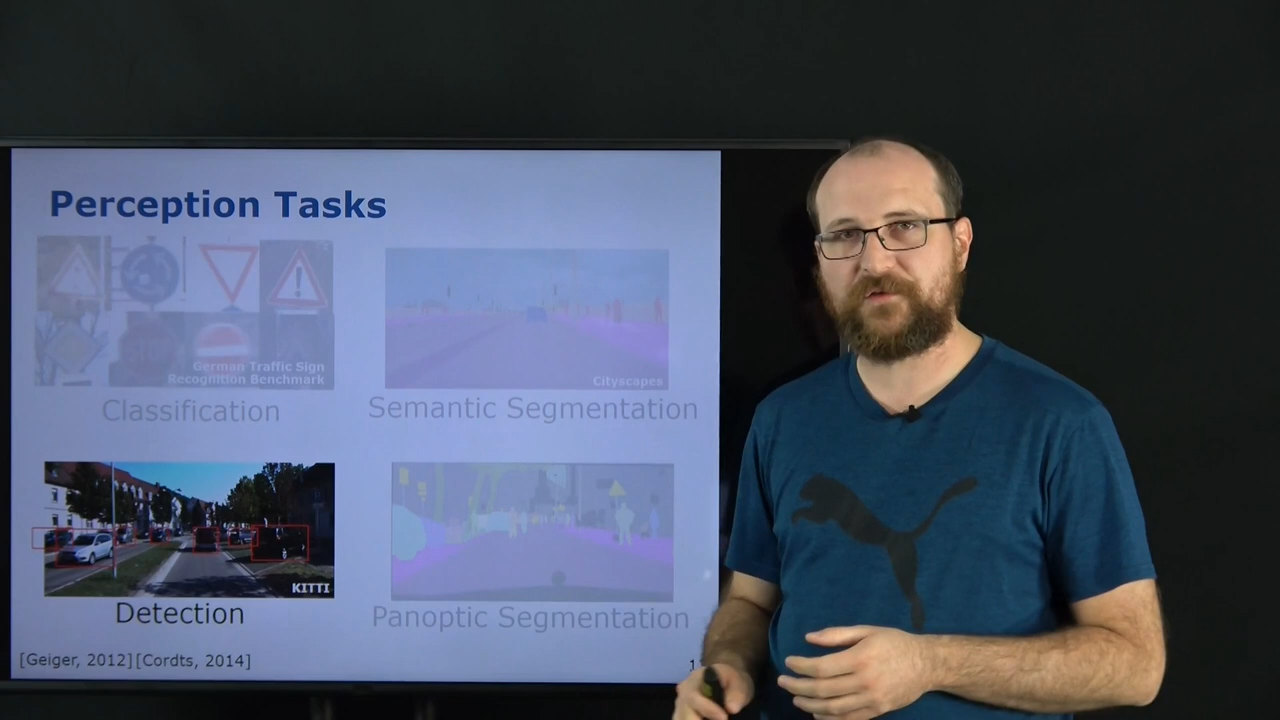 Perception Tasks
German Traffic Sign
Recognition Benchmark
Cityscapes
Classification
Semantic Segmentation
KITTI
Detection
Panoptic Segmentation
[Geiger, 2012][Cordts, 2014]